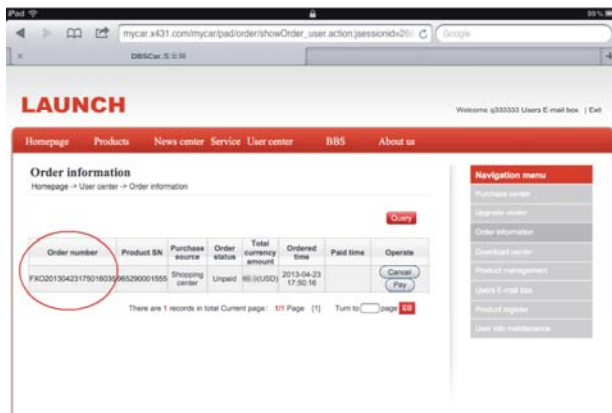 iPad
99 %
mycar.x431.com/mycar/pad/order/showOrder_user.action;jsessionid=26
Google
DBSCar
LAUNCH
Welcome q333333 Users E-mail box | Exit
Homepage Products News center Service User center BBS About us
Order information
Homepage -> User center -> Order information
Query
Order number Product SN Purchase source Order status Total currency amount Ordered time Paid time Operate
Shopping center Unpaid (USD) 2013-04-23 17:50:16 Cancel Pay
There are 1 records in total Current page: 1/1 Page [1] Turn to page GO
Navigation menu
Purchase center
Upgrade center
Order information
Download center
Product management
Users E-mail box
Product register
User info maintenance